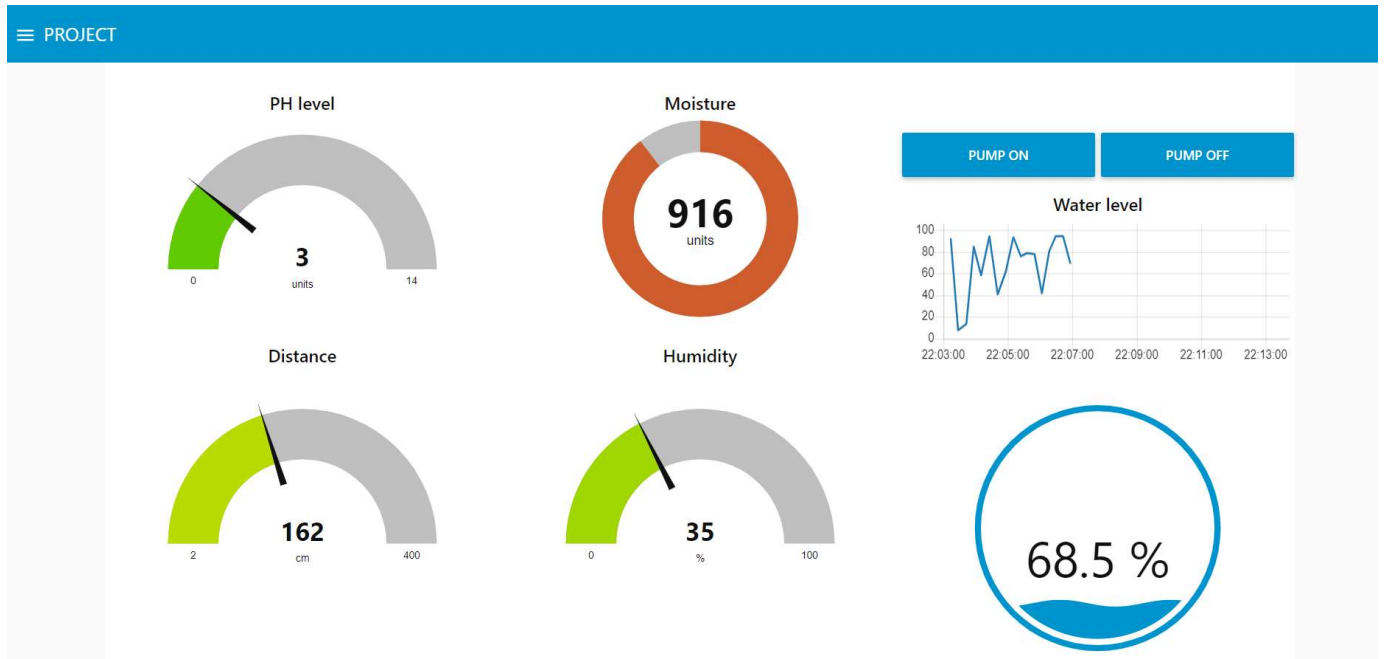 PROJECT
PH level
3
units
0
14
Moisture
916
units
PUMP ON
PUMP OFF
Water level
100
80
60
40
20
0
22:03:00 22:05:00 22:07:00 22:09:00 22:11:00 22:13:00
Distance
162
cm
2
400
Humidity
35
%
0
100
68.5 %